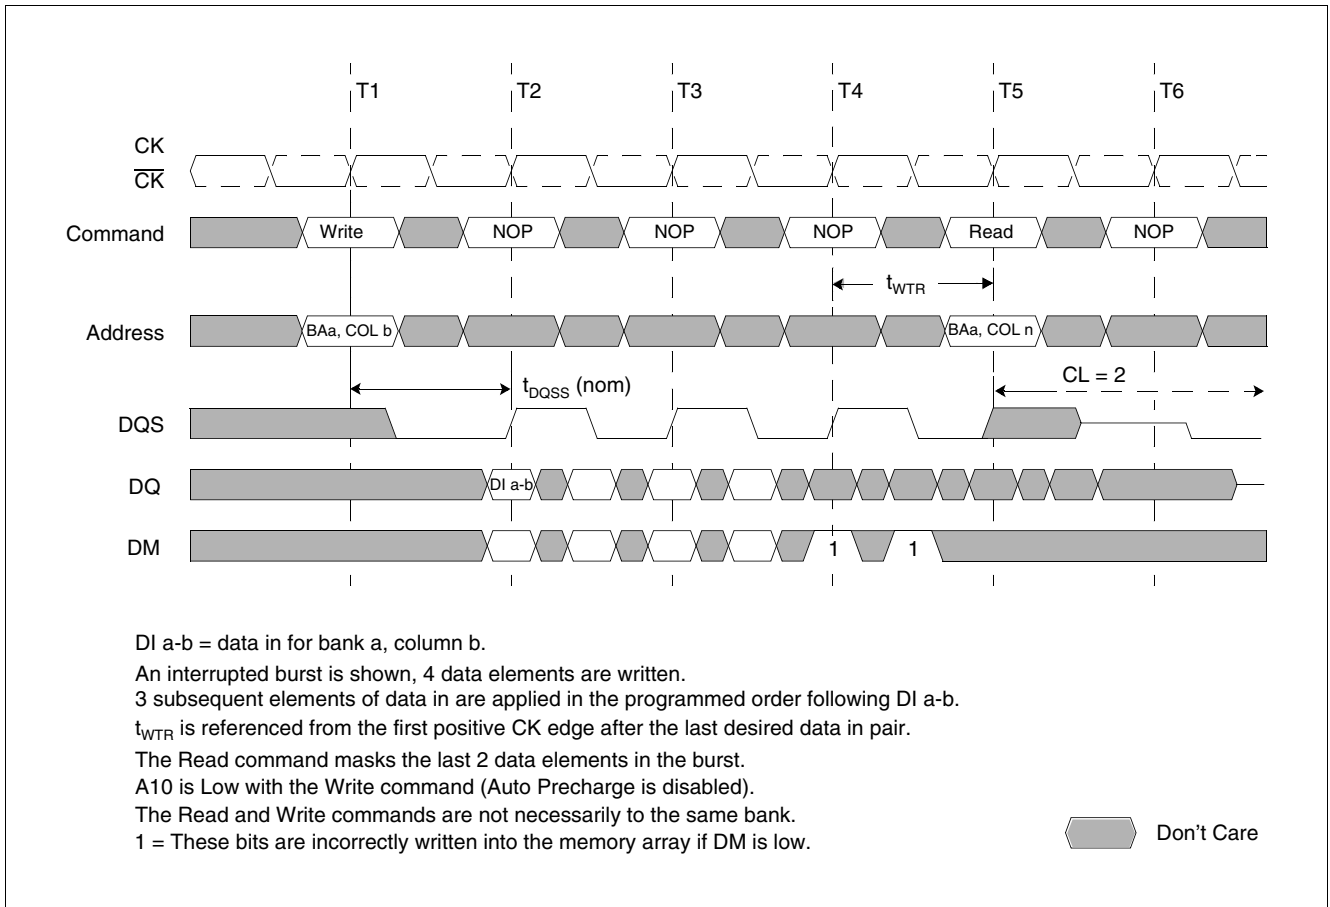 T1 T2 T3 T4 T5 T6
CK
CK
Command Write NOP NOP NOP Read NOP
tWTR
Address BAa, COL b BAa, COL n
tDQSS (nom) CL = 2
DQS
DQ DI a-b
DM 1 1
DI a-b = data in for bank a, column b.
An interrupted burst is shown, 4 data elements are written.
3 subsequent elements of data in are applied in the programmed order following DI a-b.
tWTR is referenced from the first positive CK edge after the last desired data in pair.
The Read command masks the last 2 data elements in the burst.
A10 is Low with the Write command (Auto Precharge is disabled).
The Read and Write commands are not necessarily to the same bank.
1 = These bits are incorrectly written into the memory array if DM is low.
Don't Care